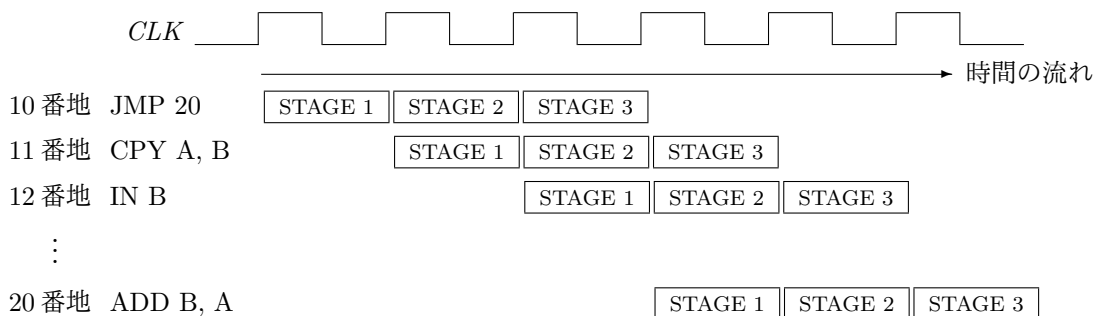 CLK
時間の流れ
10 番地 JMP 20 STAGE 1 STAGE 2 STAGE 3
11 番地 CPY A, B STAGE 1 STAGE 2 STAGE 3
12 番地 IN B STAGE 1 STAGE 2 STAGE 3
⋮
20 番地 ADD B, A STAGE 1 STAGE 2 STAGE 3